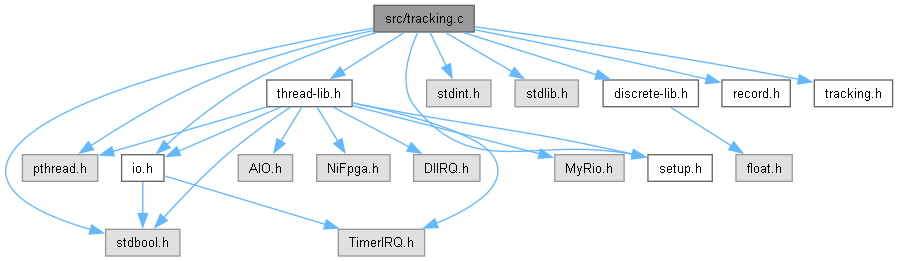 src/tracking.c
thread-lib.h
stdint.h
stdlib.h
discrete-lib.h
record.h
tracking.h
pthread.h
io.h
AIO.h
NiFpga.h
DIIRQ.h
MyRio.h
setup.h
float.h
stdbool.h
TimerIRQ.h